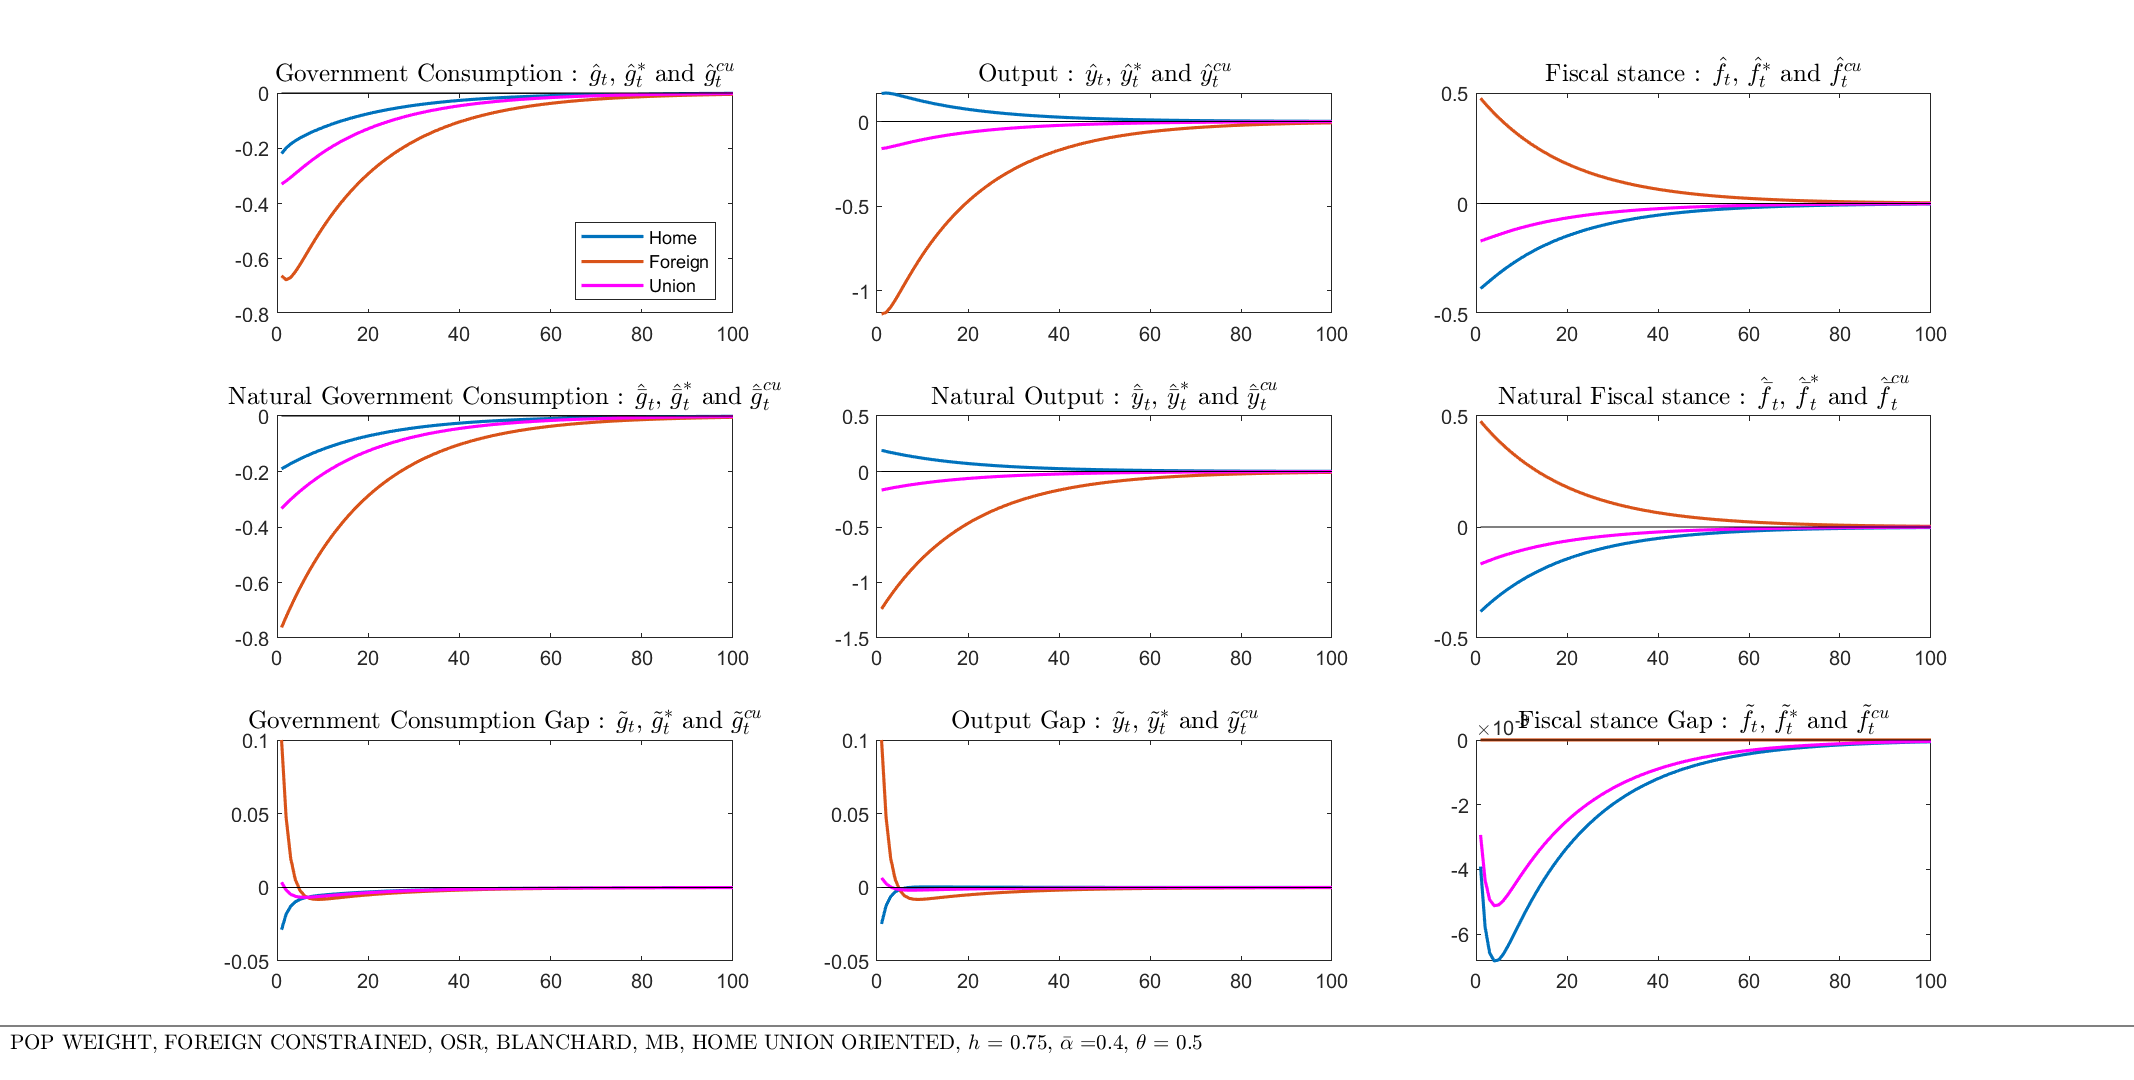 Government Consumption : ĝₜ, ĝₜ* and ĝₜᶜᵘ
Output : ŷₜ, ŷₜ* and ŷₜᶜᵘ
Fiscal stance : f̂ₜ, f̂ₜ* and f̂ₜᶜᵘ
0
-0.2
-0.4
-0.6
-0.8
0 20 40 60 80 100
Home
Foreign
Union
0
-0.5
-1
0 20 40 60 80 100
0.5
0
-0.5
0 20 40 60 80 100
Natural Government Consumption : ḡ̂ₜ, ḡ̂ₜ* and ḡ̂ₜᶜᵘ
Natural Output : ȳ̂ₜ, ȳ̂ₜ* and ȳ̂ₜᶜᵘ
Natural Fiscal stance : f̄̂ₜ, f̄̂ₜ* and f̄̂ₜᶜᵘ
0
-0.2
-0.4
-0.6
-0.8
0 20 40 60 80 100
0.5
0
-0.5
-1
-1.5
0 20 40 60 80 100
0.5
0
-0.5
0 20 40 60 80 100
Government Consumption Gap : g̃ₜ, g̃ₜ* and g̃ₜᶜᵘ
Output Gap : ỹₜ, ỹₜ* and ỹₜᶜᵘ
Fiscal stance Gap : f̃ₜ, f̃ₜ* and f̃ₜᶜᵘ
0.1
0.05
0
-0.05
0 20 40 60 80 100
0.1
0.05
0
-0.05
0 20 40 60 80 100
×10
0
-2
-4
-6
0 20 40 60 80 100
POP WEIGHT, FOREIGN CONSTRAINED, OSR, BLANCHARD, MB, HOME UNION ORIENTED, h = 0.75, ᾱ =0.4, θ = 0.5